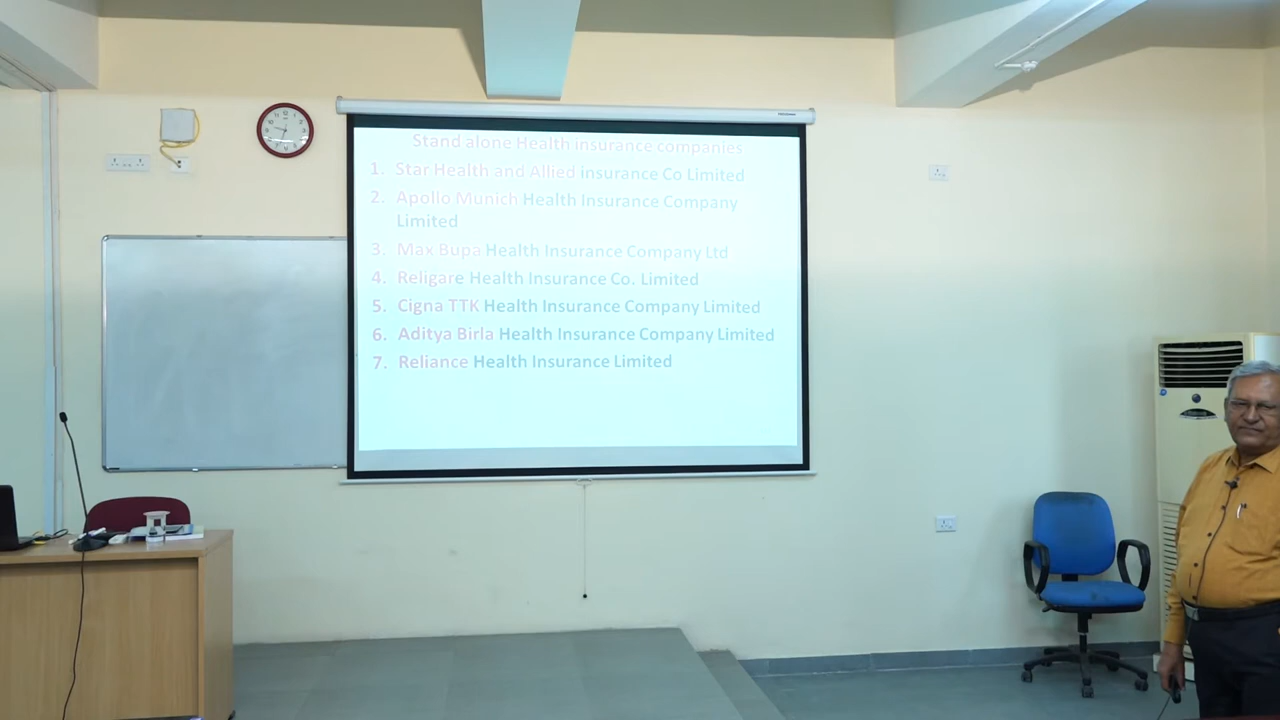 Stand alone Health insurance companies
1. Star Health and Allied insurance Co Limited
2. Apollo Munich Health Insurance Company
Limited
3. Max Bupa Health Insurance Company Ltd
4. Religare Health Insurance Co. Limited
5. Cigna TTK Health Insurance Company Limited
6. Aditya Birla Health Insurance Company Limited
7. Reliance Health Insurance Limited